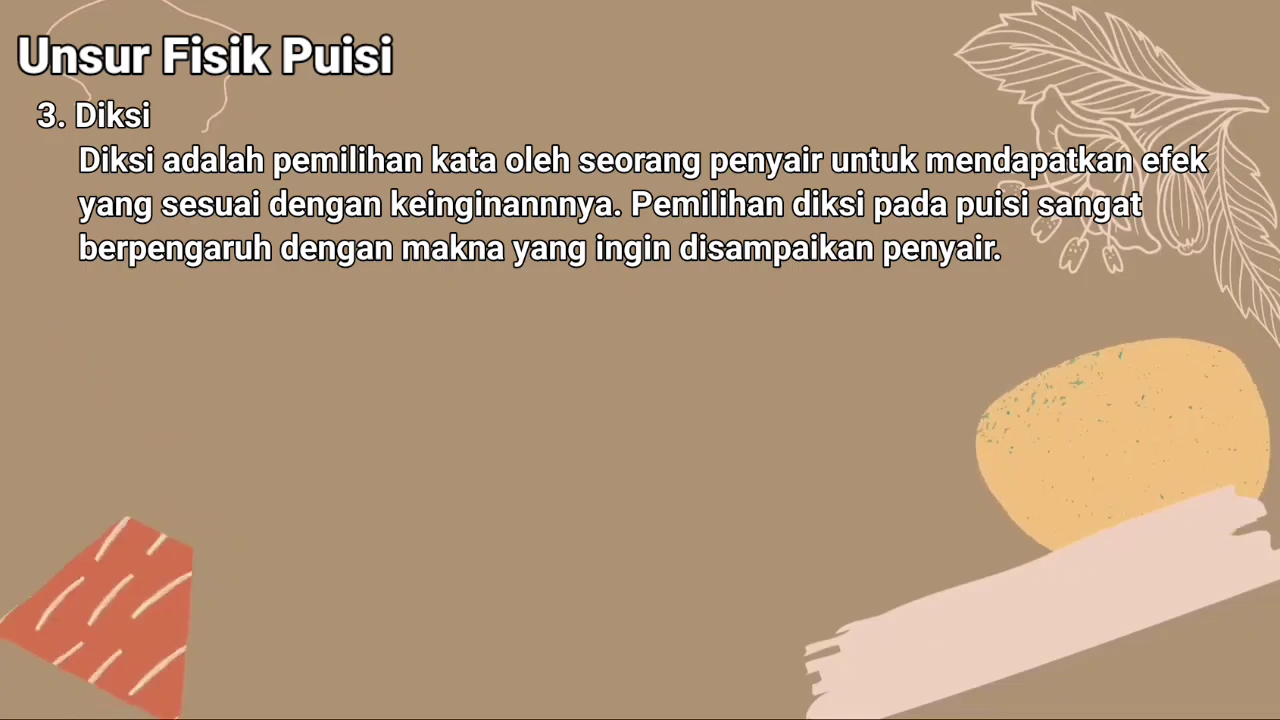 Unsur Fisik Puisi
3. Diksi
Diksi adalah pemilihan kata oleh seorang penyair untuk mendapatkan efek
yang sesuai dengan keinginannnya. Pemilihan diksi pada puisi sangat
berpengaruh dengan makna yang ingin disampaikan penyair.